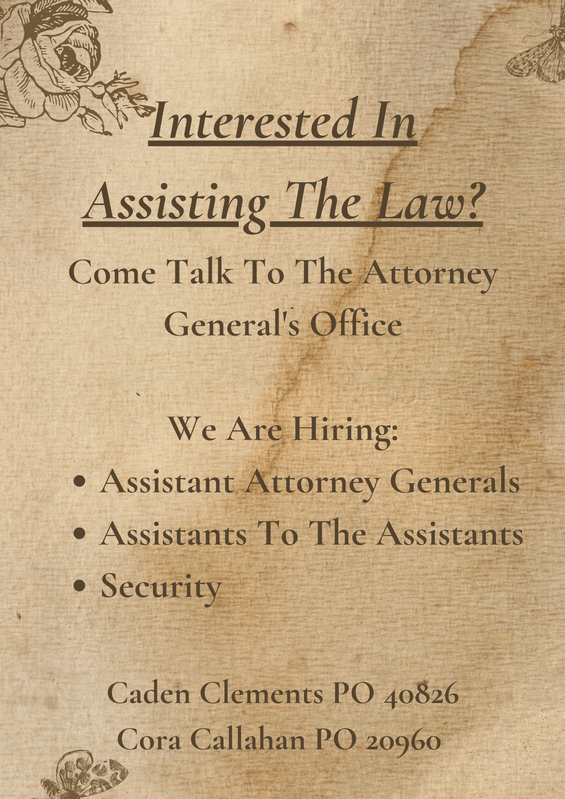 Interested In
Assisting The Law?
Come Talk To The Attorney
General's Office
We Are Hiring:
• Assistant Attorney Generals
• Assistants To The Assistants
• Security
Caden Clements PO 40826
Cora Callahan PO 20960